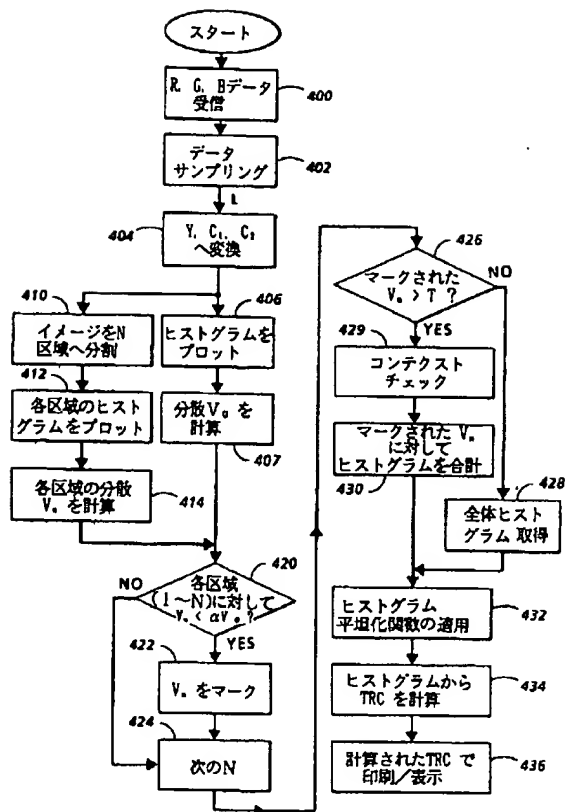 スタート
R, G, Bデータ
受信
400
データ
サンプリング
402
L
404
Y, C₁, C₂
へ変換
410
イメージをN
区域へ分割
406
ヒストグラムを
プロット
412
各区域のヒスト
グラムをプロット
分散V₀を
計算
407
各区域の分散
Vₙを計算
414
420
各区域
(1~N)に対して
Vₙ < αV₀?
NO
YES
422
Vₙをマーク
424
次のN
426
マークされた
Vₙ > T ?
NO
YES
429
コンテクスト
チェック
マークされた Vₙ
に対して
ヒストグラムを合計
430
428
全体ヒスト
グラム 取得
ヒストグラム
平坦化関数の適用
432
ヒストグラムから
TRC を計算
434
計算されたTRC で
印刷/表示
436